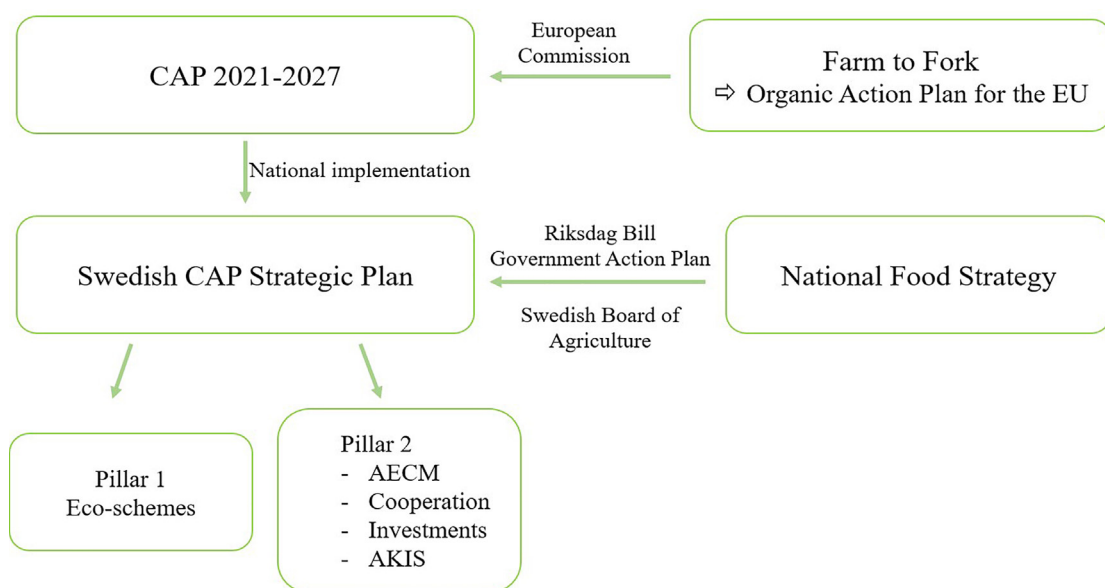 CAP 2021-2027
European
Commission
Farm to Fork
⇨ Organic Action Plan for the EU
National implementation
Swedish CAP Strategic Plan
Riksdag Bill
Government Action Plan
Swedish Board of
Agriculture
National Food Strategy
Pillar 1
Eco-schemes
Pillar 2
- AECM
- Cooperation
- Investments
- AKIS